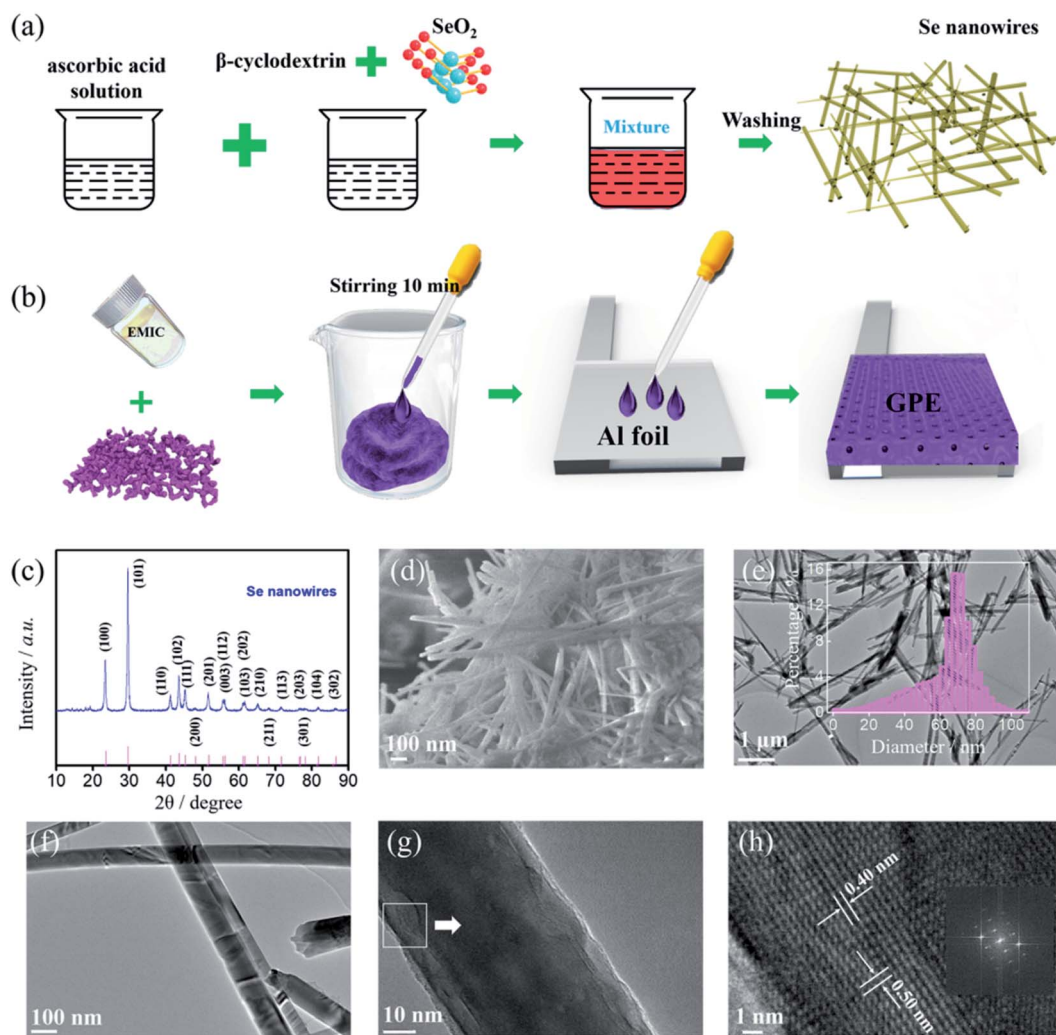 (a)
ascorbic acid
solution
β-cyclodextrin
SeO₂
Mixture
Washing
Se nanowires
(b)
EMIC
Stirring 10 min
Al foil
GPE
(c)
Intensity / a.u.
Se nanowires
(100)
(101)
(110)
(102)
(111)
(200)
(201)
(003)
(112)
(103)
(202)
(210)
(211)
(113)
(301)
(203)
(104)
(302)
10 20 30 40 50 60 70 80 90
2θ / degree
(d)
100 nm
(e)
Percentage / %
16
12
8
4
0
0 20 40 60 80 100
Diameter / nm
1 μm
(f)
100 nm
(g)
10 nm
(h)
0.40 nm
0.50 nm
1 nm